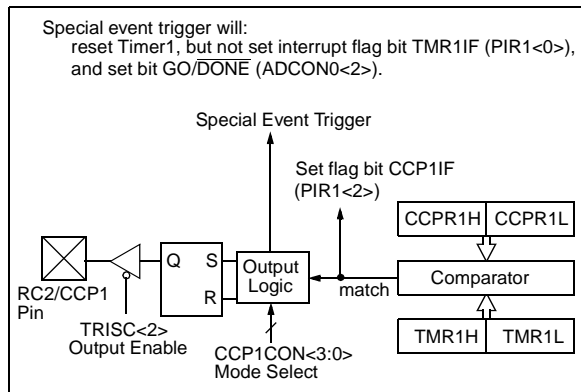 Special event trigger will:
reset Timer1, but not set interrupt flag bit TMR1IF (PIR1<0>),
and set bit GO/DONE (ADCON0<2>).
Special Event Trigger
Set flag bit CCP1IF
(PIR1<2>)
CCPR1H CCPR1L
Q S Output
Logic
R
match
Comparator
RC2/CCP1
Pin
TRISC<2>
Output Enable
CCP1CON<3:0>
Mode Select
TMR1H TMR1L